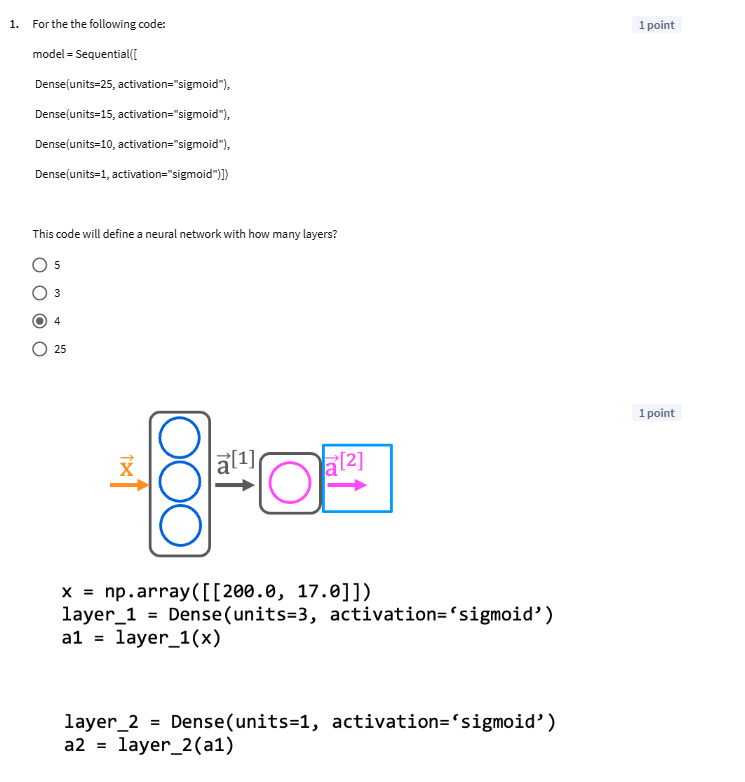 1. For the the following code:
1 point
model = Sequential([
Dense(units=25, activation="sigmoid"),
Dense(units=15, activation="sigmoid"),
Dense(units=10, activation="sigmoid"),
Dense(units=1, activation="sigmoid")])
This code will define a neural network with how many layers?
5
3
4
25
1 point
x⃗
a⃗[1]
a⃗[2]
x = np.array([[200.0, 17.0]])
layer_1 = Dense(units=3, activation=‘sigmoid’)
a1 = layer_1(x)
layer_2 = Dense(units=1, activation=‘sigmoid’)
a2 = layer_2(a1)